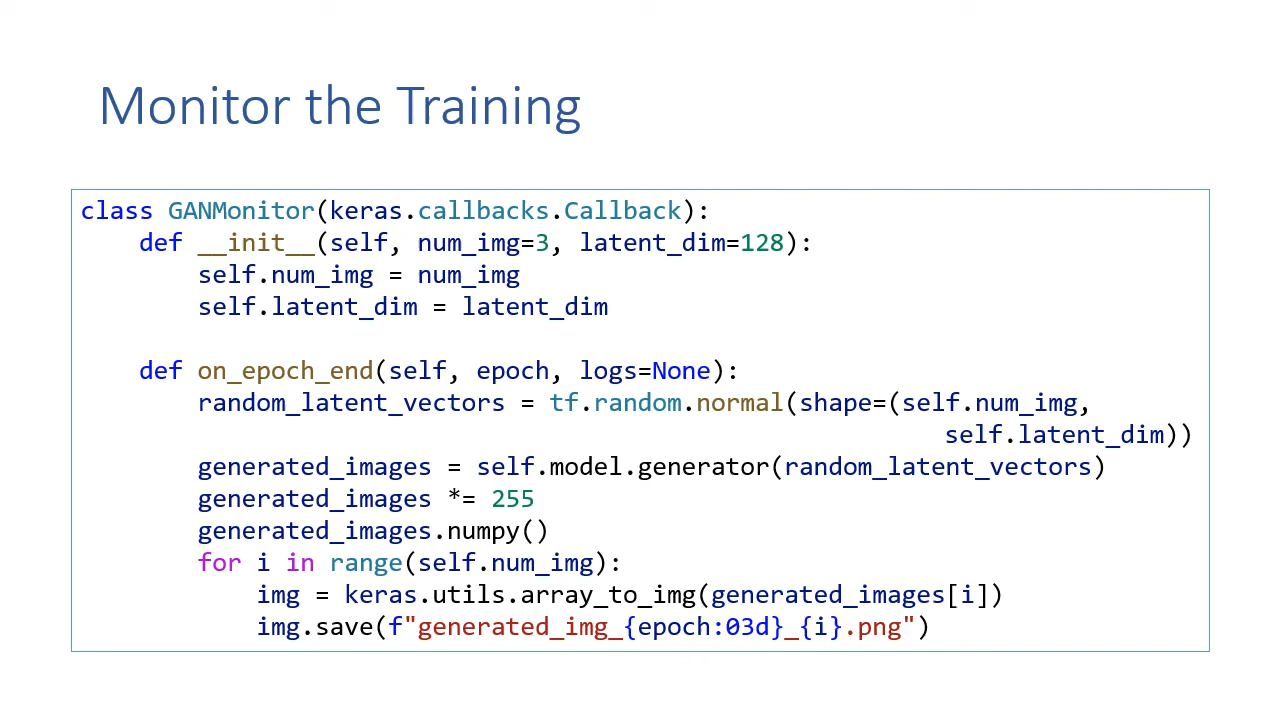 Monitor the Training
class GANMonitor(keras.callbacks.Callback):
    def __init__(self, num_img=3, latent_dim=128):
        self.num_img = num_img
        self.latent_dim = latent_dim

    def on_epoch_end(self, epoch, logs=None):
        random_latent_vectors = tf.random.normal(shape=(self.num_img,
                                                           self.latent_dim))
        generated_images = self.model.generator(random_latent_vectors)
        generated_images *= 255
        generated_images.numpy()
        for i in range(self.num_img):
            img = keras.utils.array_to_img(generated_images[i])
            img.save(f"generated_img_{epoch:03d}_{i}.png")